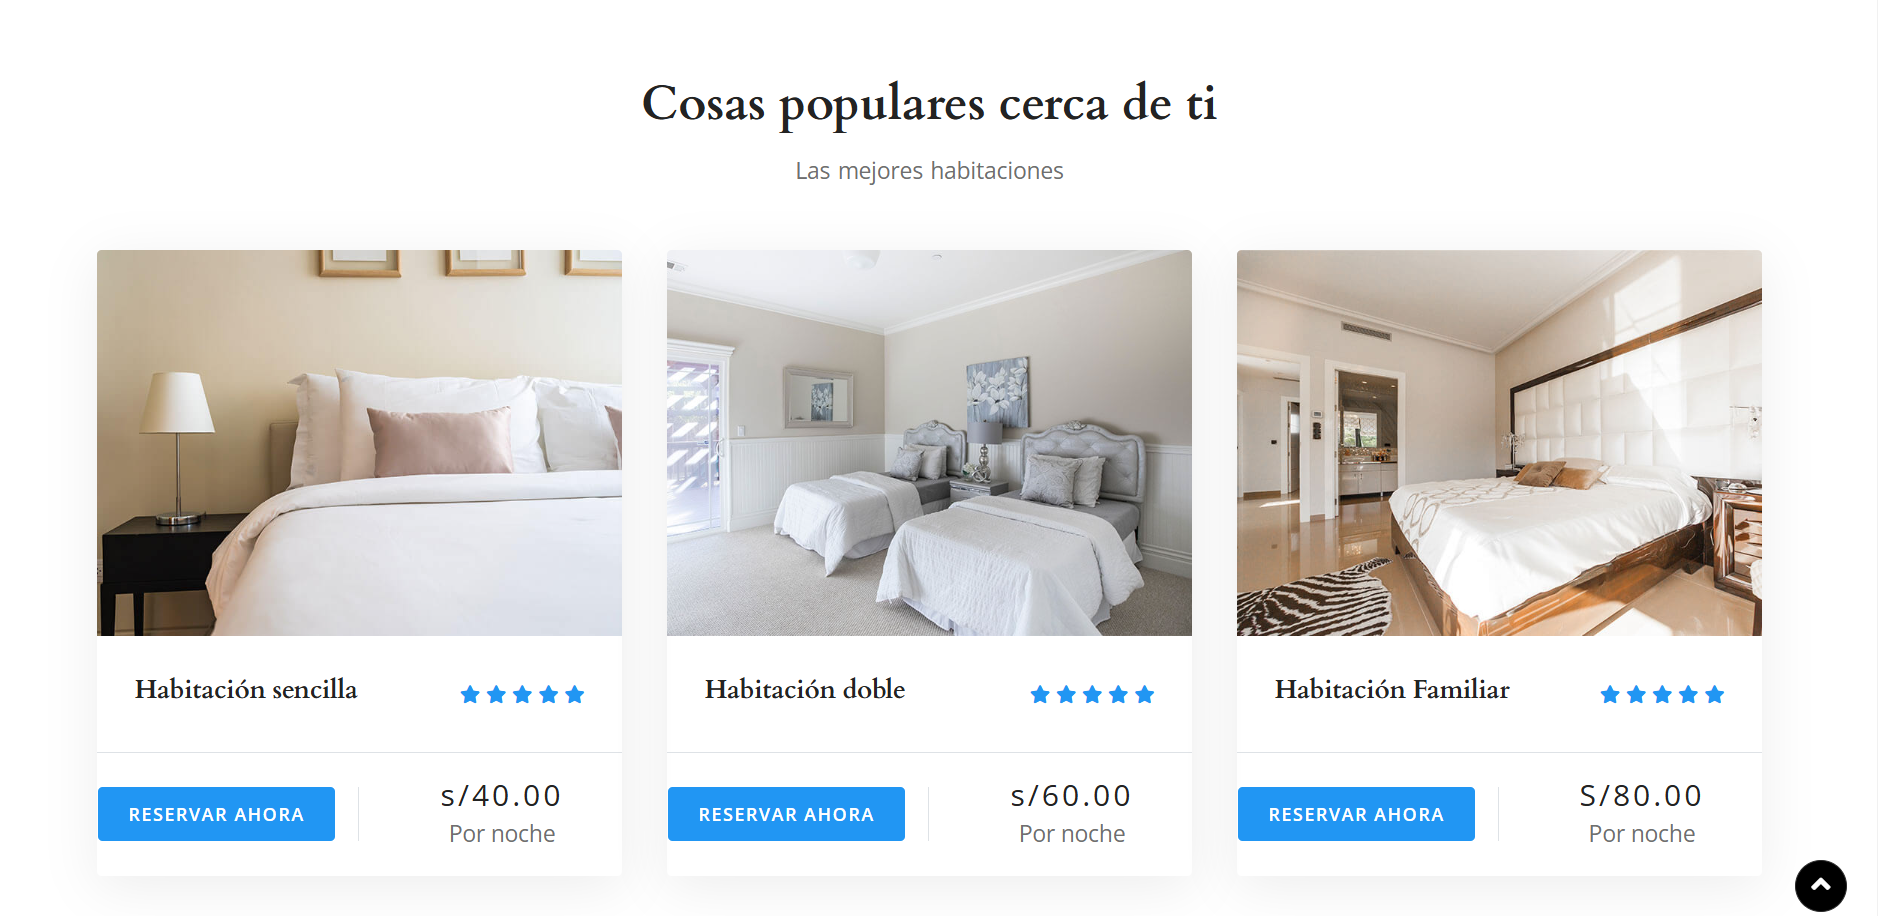 Cosas populares cerca de ti
Las mejores habitaciones
Habitación sencilla
RESERVAR AHORA
s/40.00
Por noche
Habitación doble
RESERVAR AHORA
s/60.00
Por noche
Habitación Familiar
RESERVAR AHORA
S/80.00
Por noche